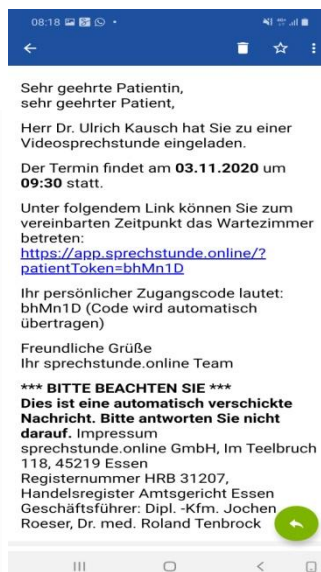 08:18
Sehr geehrte Patientin,
sehr geehrter Patient,
Herr Dr. Ulrich Kausch hat Sie zu einer
Videosprechstunde eingeladen.
Der Termin findet am 03.11.2020 um
09:30 statt.
Unter folgendem Link können Sie zum
vereinbarten Zeitpunkt das Wartezimmer
betreten:
https://app.sprechstunde.online/?
patientToken=bhMn1D
Ihr persönlicher Zugangscode lautet:
bhMn1D (Code wird automatisch
übertragen)
Freundliche Grüße
Ihr sprechstunde.online Team
*** BITTE BEACHTEN SIE ***
Dies ist eine automatisch verschickte
Nachricht. Bitte antworten Sie nicht
darauf. Impressum
sprechstunde.online GmbH, Im Teelbruch
118, 45219 Essen
Registernummer HRB 31207,
Handelsregister Amtsgericht Essen
Geschäftsführer: Dipl. -Kfm. Jochen
Roeser, Dr. med. Roland Tenbrock